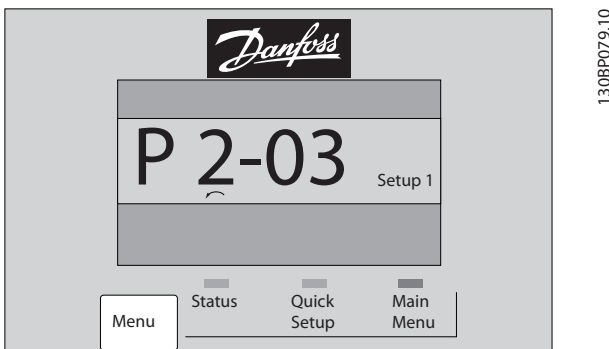 Danfoss
130BP079.10
P 2-03
Setup 1
Menu
Status
Quick
Setup
Main
Menu